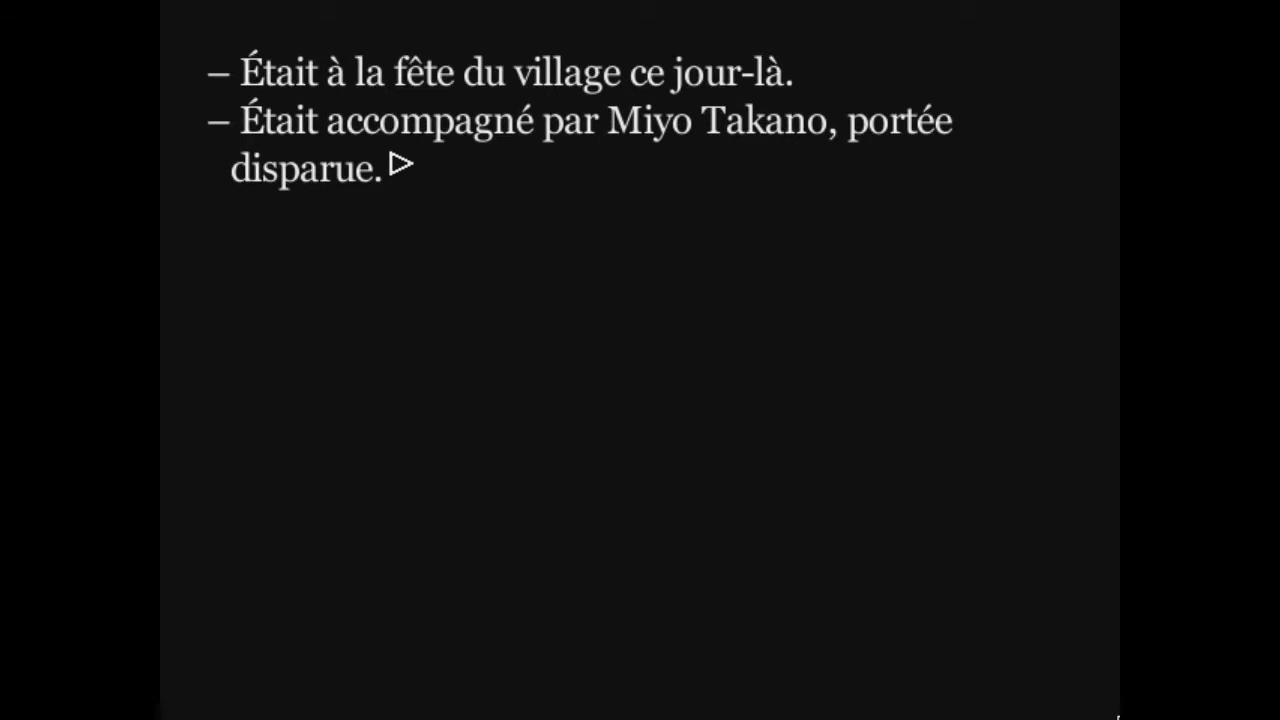 – Était à la fête du village ce jour-là.
– Était accompagné par Miyo Takano, portée
disparue.